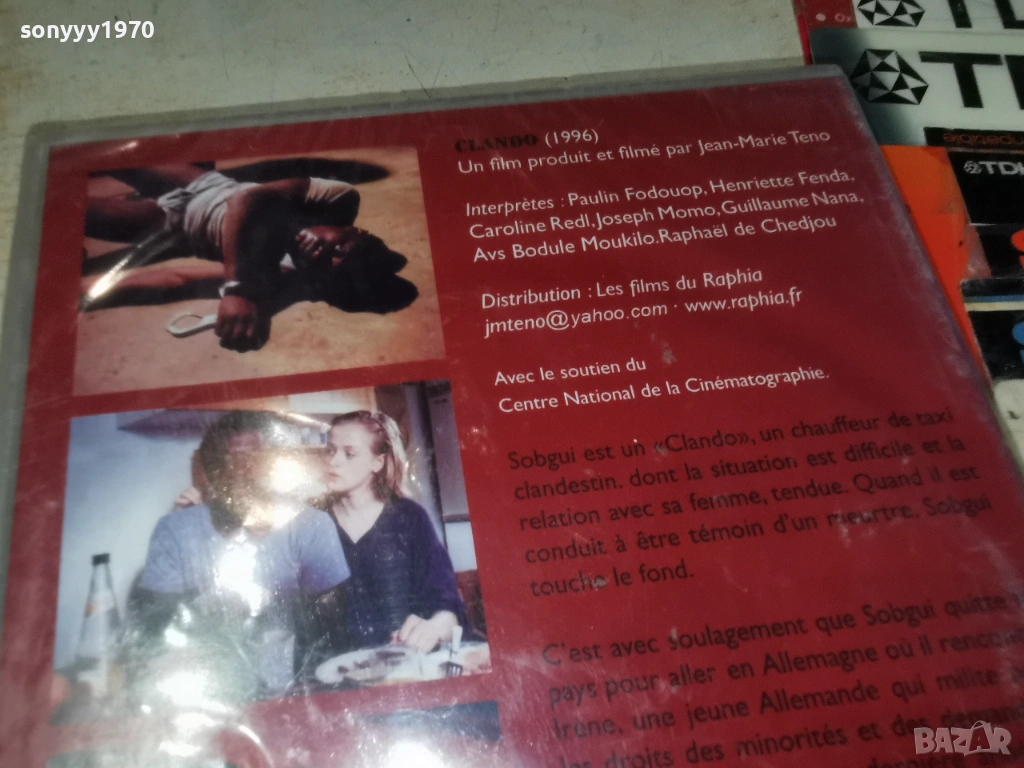 sonyyy1970
CLANDO (1996)
Un film produit et filmé par Jean-Marie Teno
Interprètes : Paulin Fodouop, Henriette Fenda,
Caroline Redl, Joseph Momo, Guillaume Nana,
Avs Bodule Moukilo. Raphaël de Chedjou
Distribution : Les films du Raphia
jmteno@yahoo.com · www.raphia.fr
Avec le soutien du
Centre National de la Cinématographie.
Sobgui est un «Clando», un chauffeur de taxi
clandestin, dont la situation est difficile et la
relation avec sa femme, tendue. Quand il est
conduit à être témoin d'un meurtre, Sobgui
touche le fond.
C'est avec soulagement que Sobgui quitte
pays pour aller en Allemagne où il
Irène, une jeune Allemande qui milite
les droits des minorités et
TDK
BAZAR